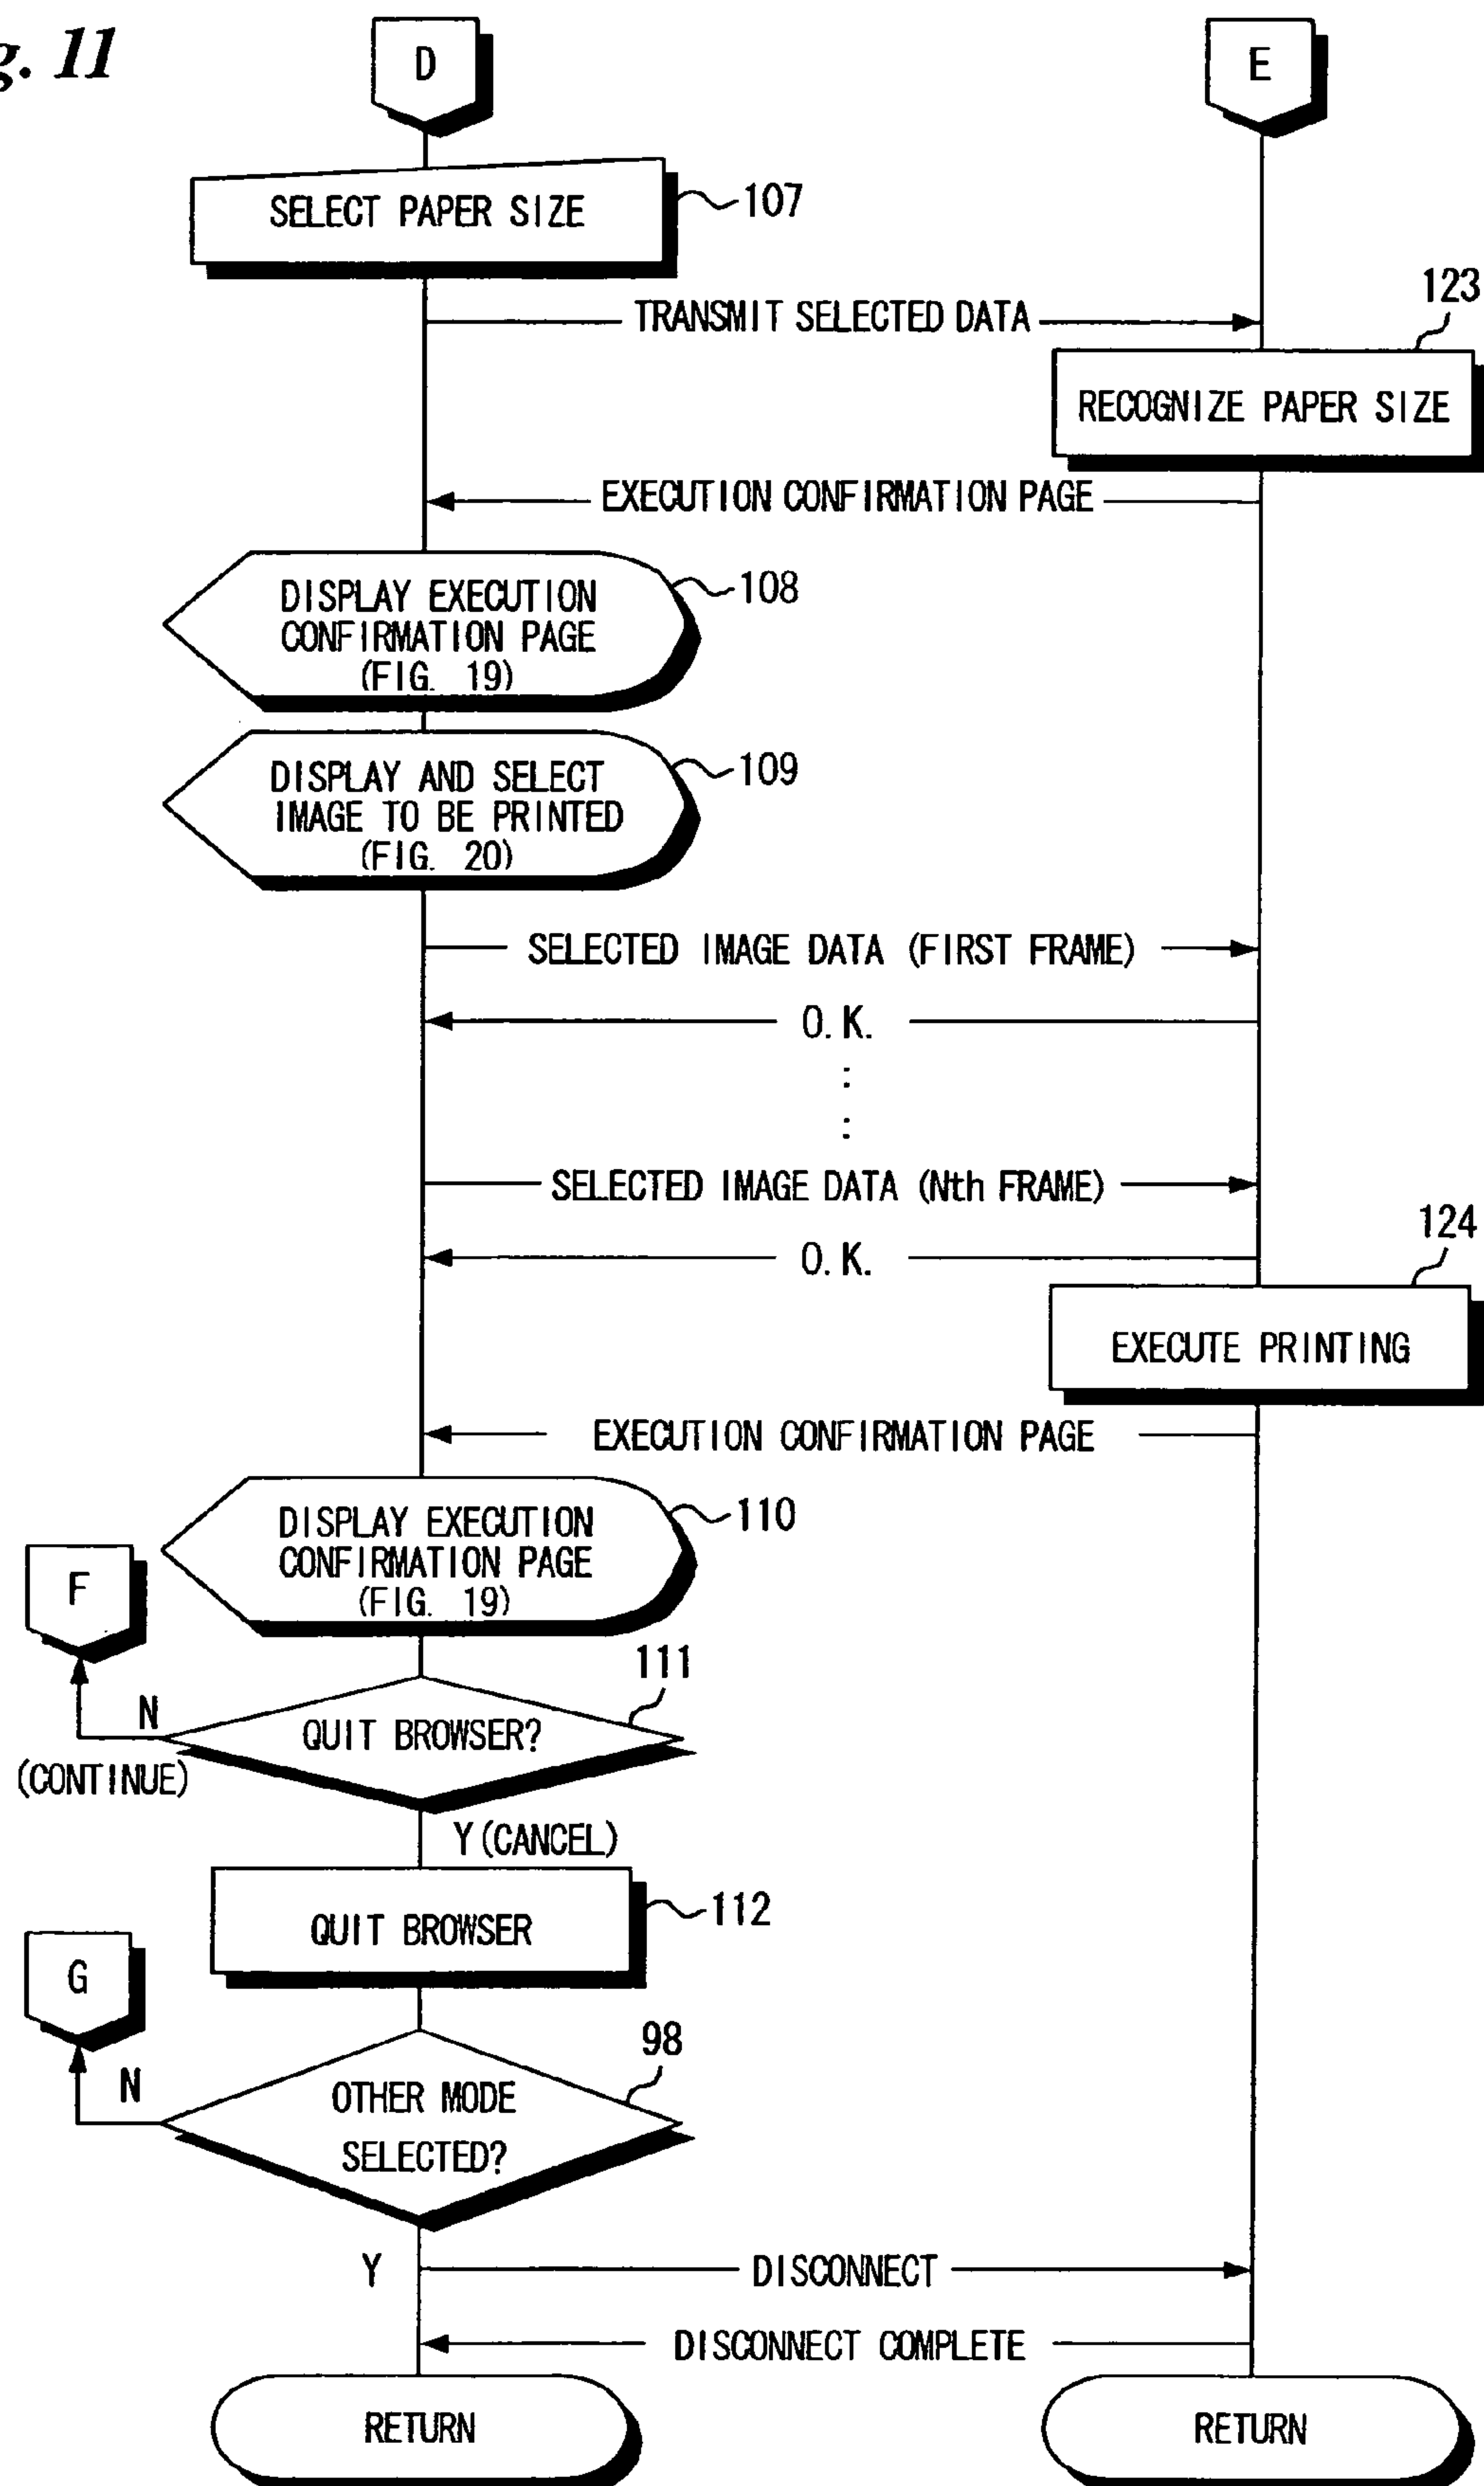 g. 11
D
E
SELECT PAPER SIZE
107
TRANSMIT SELECTED DATA
123
RECOGNIZE PAPER SIZE
EXECUTION CONFIRMATION PAGE
DISPLAY EXECUTION
CONFIRMATION PAGE
(FIG. 19)
108
DISPLAY AND SELECT
IMAGE TO BE PRINTED
(FIG. 20)
109
SELECTED IMAGE DATA (FIRST FRAME)
O.K.
:
:
SELECTED IMAGE DATA (Nth FRAME)
O.K.
124
EXECUTE PRINTING
EXECUTION CONFIRMATION PAGE
DISPLAY EXECUTION
CONFIRMATION PAGE
(FIG. 19)
110
F
111
N
QUIT BROWSER?
(CONTINUE)
Y(CANCEL)
QUIT BROWSER
112
G
98
N
OTHER MODE
SELECTED?
Y
DISCONNECT
DISCONNECT COMPLETE
RETURN
RETURN